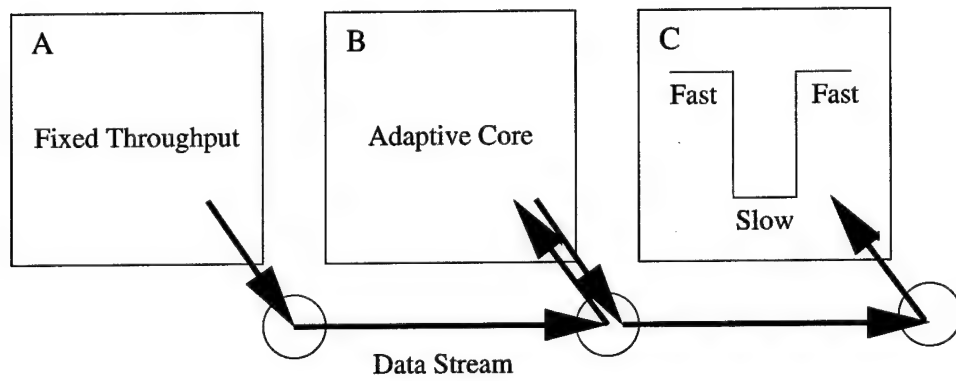 A
B
C
Fast
Fast
Fixed Throughput
Adaptive Core
Slow
Data Stream